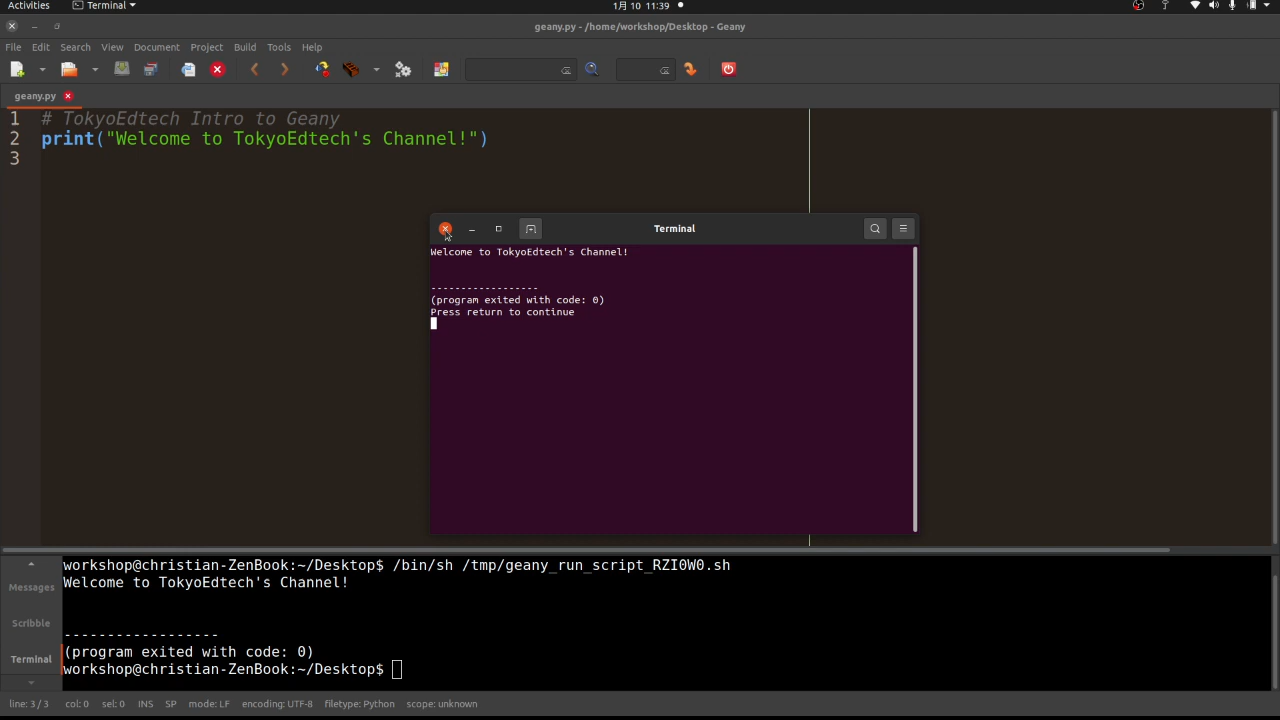 Activities Terminal 1月 10 11:39
geany.py - /home/workshop/Desktop - Geany
File Edit Search View Document Project Build Tools Help
geany.py
1 # TokyoEdtech Intro to Geany
2 print("Welcome to TokyoEdtech's Channel!")
3
Terminal
Welcome to TokyoEdtech's Channel!
------------------
(program exited with code: 0)
Press return to continue
Messages
Scribble
Terminal
workshop@christian-ZenBook:~/Desktop$ /bin/sh /tmp/geany_run_script_RZI0W0.sh
Welcome to TokyoEdtech's Channel!
------------------
(program exited with code: 0)
workshop@christian-ZenBook:~/Desktop$
line: 3 / 3 col: 0 sel: 0 INS SP mode: LF encoding: UTF-8 filetype: Python scope: unknown